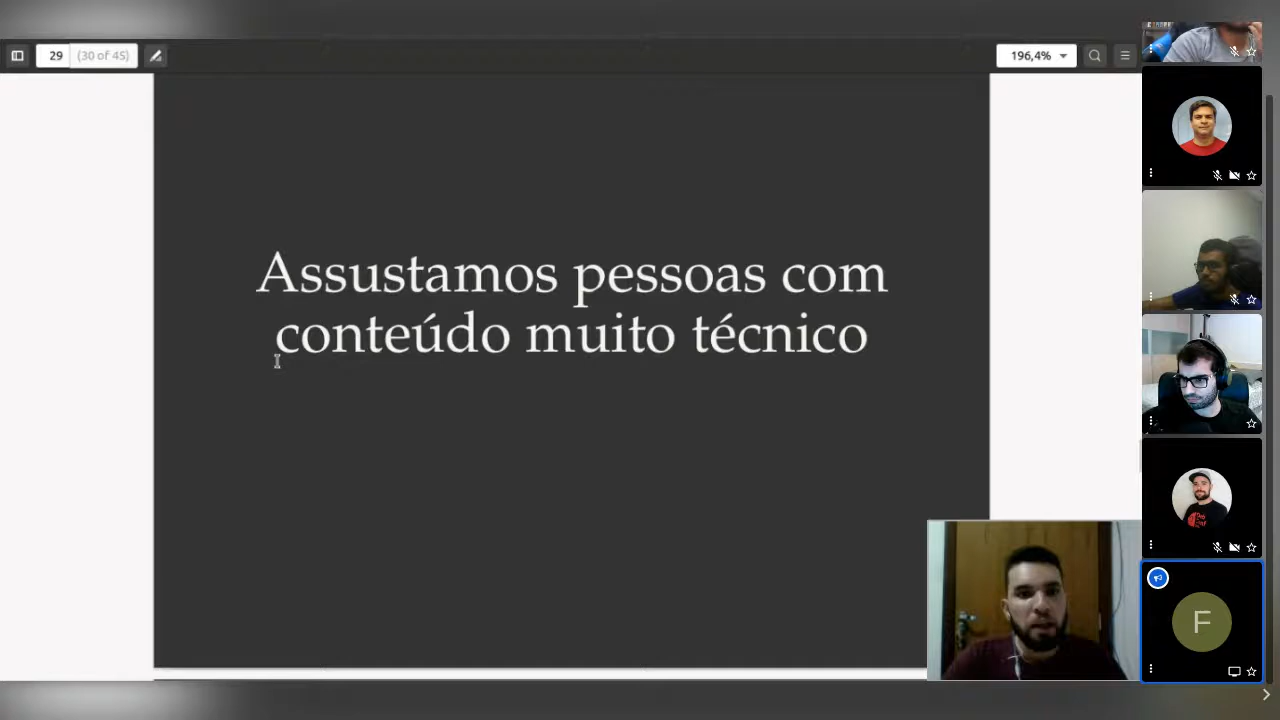 29 (30 of 45)
196,4%
Assustamos pessoas com
conteúdo muito técnico
F